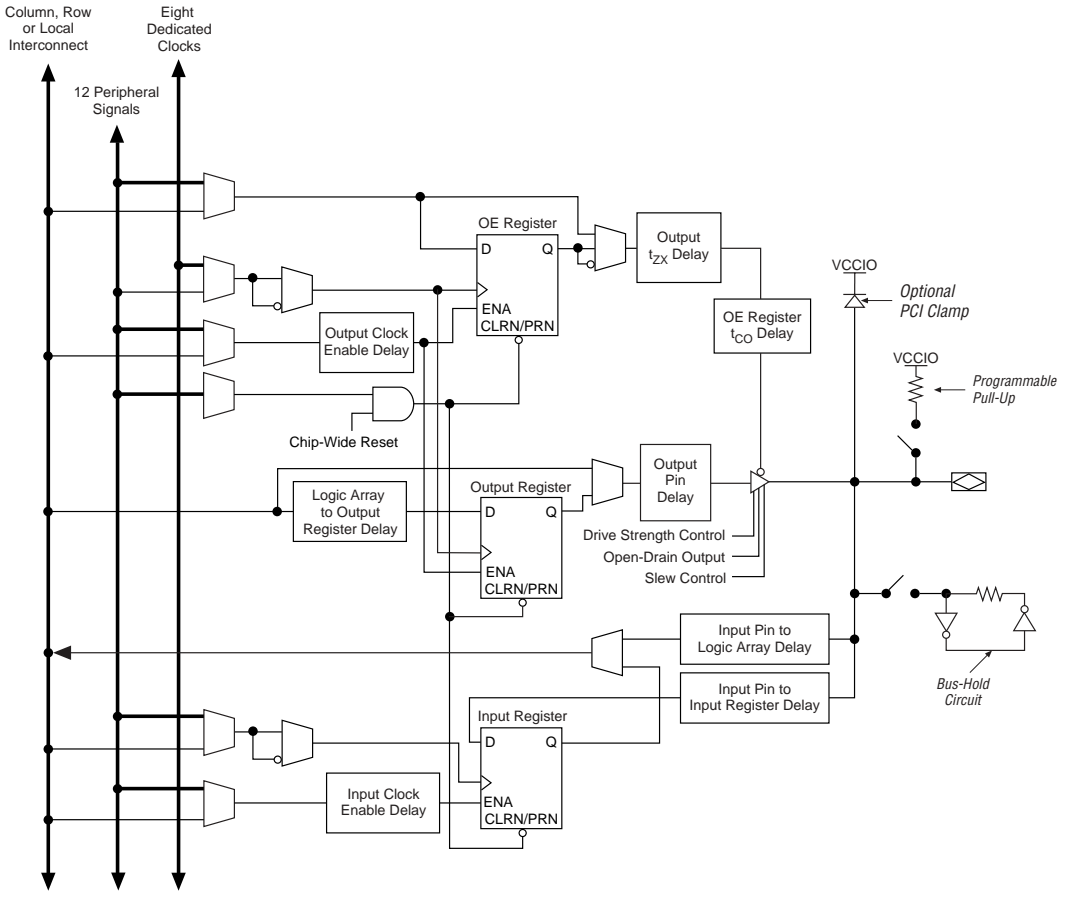 Column, Row
or Local
Interconnect
Eight
Dedicated
Clocks
12 Peripheral
Signals
OE Register
D Q
ENA
CLRN/PRN
Output
tZX Delay
OE Register
tCO Delay
VCCIO
Optional
PCI Clamp
VCCIO
Programmable
Pull-Up
Output Clock
Enable Delay
Chip-Wide Reset
Logic Array
to Output
Register Delay
Output Register
D Q
ENA
CLRN/PRN
Output
Pin
Delay
Drive Strength Control
Open-Drain Output
Slew Control
Input Pin to
Logic Array Delay
Input Pin to
Input Register Delay
Bus-Hold
Circuit
Input Register
D Q
ENA
CLRN/PRN
Input Clock
Enable Delay